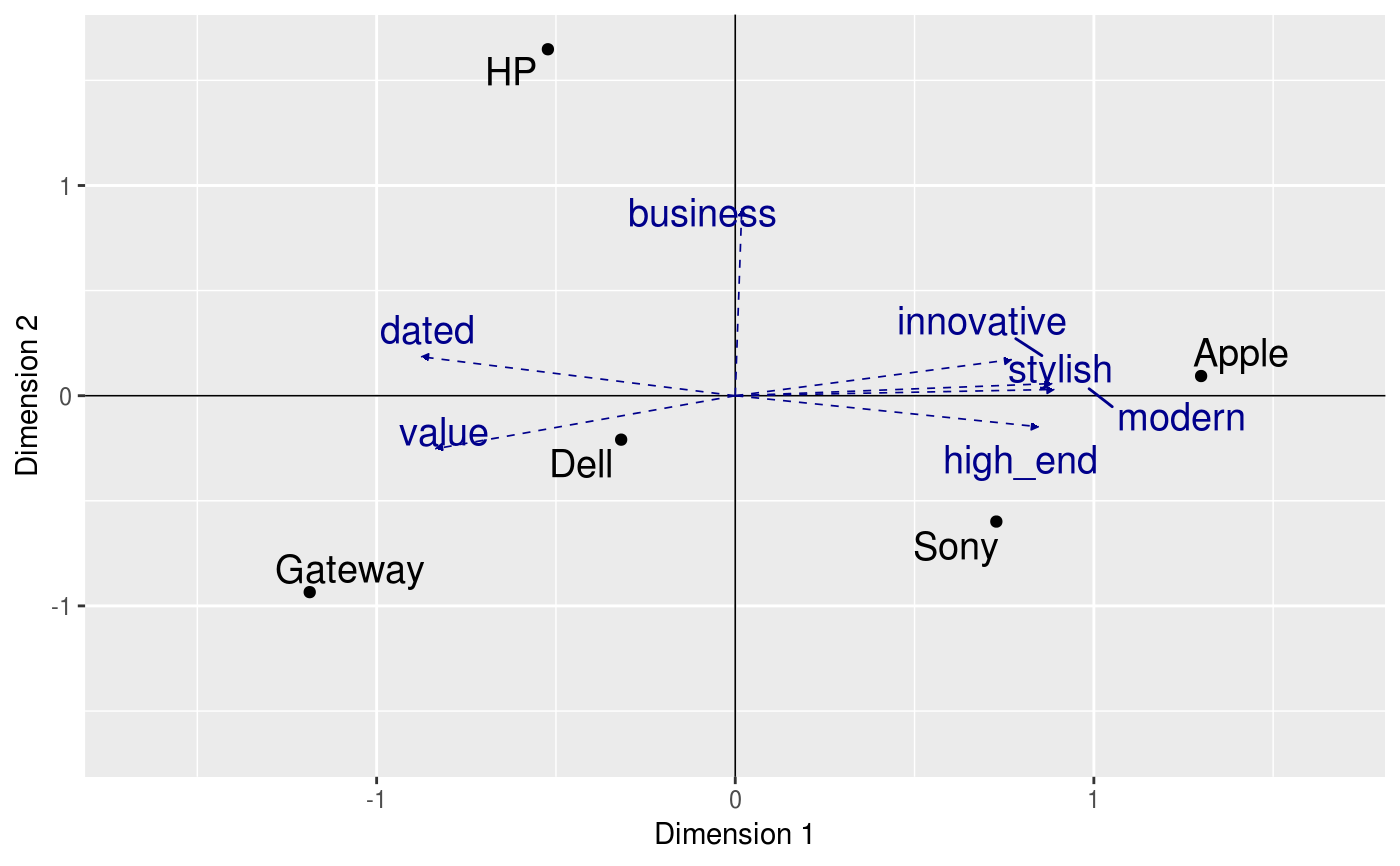 HP
1
business
innovative
dated
Apple
stylish
0
modern
value
high_end
Dell
Sony
Gateway
-1
-1
0
1
Dimension 1
Dimension 2